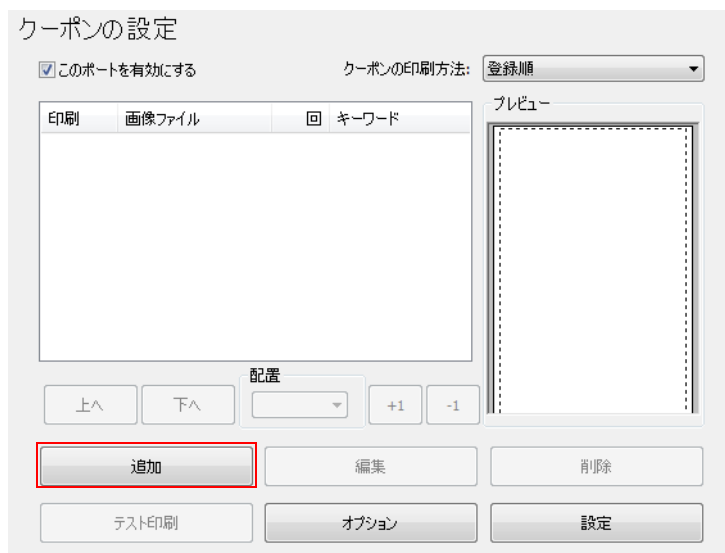 クーポンの設定
このポートを有効にする クーポンの印刷方法: 登録順
プレビュー
印刷 画像ファイル 回 キーワード
配置
上へ 下へ +1 -1
追加 編集 削除
テスト印刷 オプション 設定